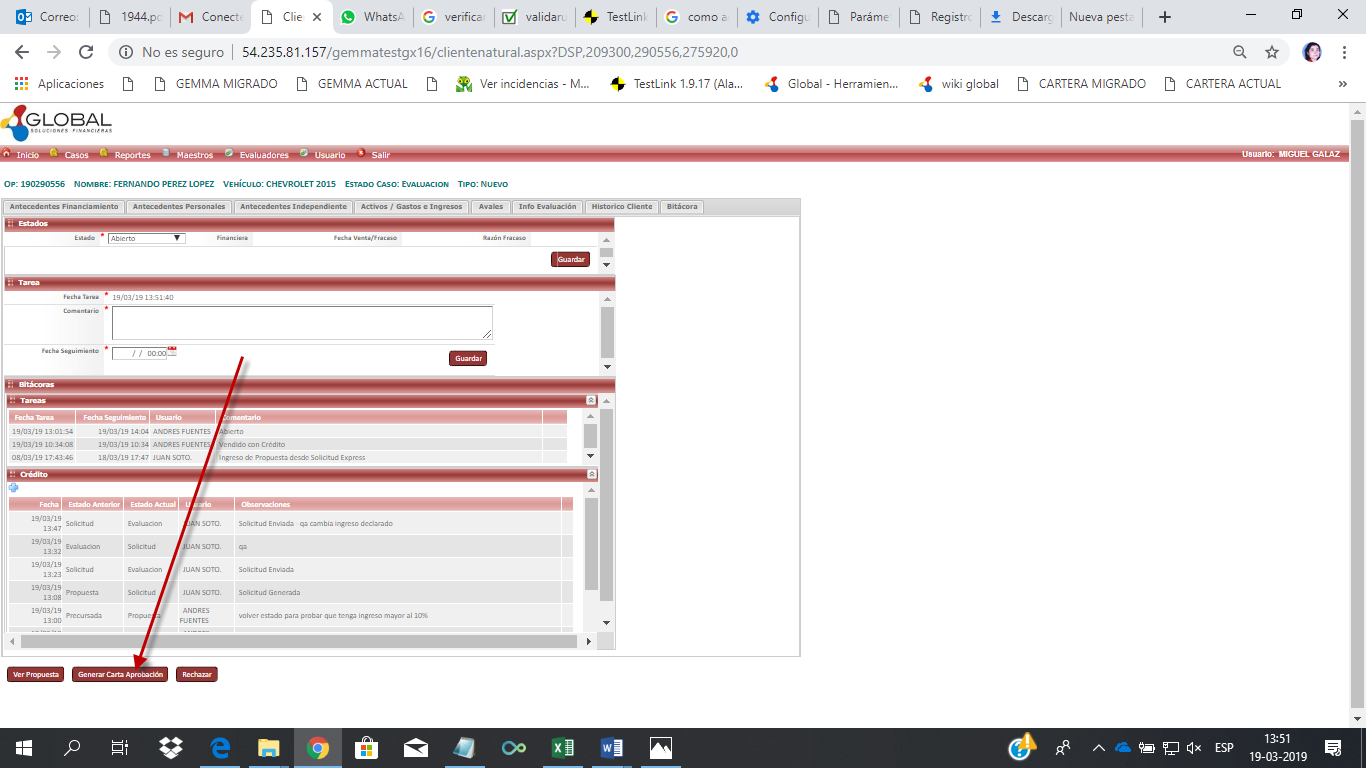 Correo: 1944.pd Conecte Clien WhatsA verificar validaru TestLink como ac Configu Paráme Registro Descarg Nueva pesta
No es seguro 54.235.81.157/gemmatestgx16/clientenatural.aspx?DSP,209300,290556,275920,0
Aplicaciones GEMMA MIGRADO GEMMA ACTUAL Ver incidencias - M... TestLink 1.9.17 (Ala... Global - Herramien... wiki global CARTERA MIGRADO CARTERA ACTUAL »
GLOBAL
SOLUCIONES FINANCIERAS
Inicio Casos Reportes Maestros Evaluadores Usuario Salir Usuario: MIGUEL GALAZ
Op: 190290556 Nombre: FERNANDO PEREZ LOPEZ Vehículo: CHEVROLET 2015 Estado Caso: Evaluacion Tipo: Nuevo
Antecedentes Financiamiento Antecedentes Personales Antecedentes Independiente Activos / Gastos e Ingresos Avales Info Evaluación Historico Cliente Bitácora
Estados
Estado * Abierto Financiera Fecha Venta/Fracaso Razón Fracaso
Guardar
Tarea
Fecha Tarea * 19/03/19 13:51:40
Comentario *
Fecha Seguimiento * / / 00:00 Guardar
Bitácoras
Tareas
Fecha Tarea Fecha Seguimiento Usuario Comentario
19/03/19 13:01:54 19/03/19 14:04 ANDRES FUENTES Abierto
19/03/19 10:34:08 19/03/19 10:34 ANDRES FUENTES Vendido con Crédito
08/03/19 17:43:46 18/03/19 17:47 JUAN SOTO. Ingreso de Propuesta desde Solicitud Express
Crédito
Fecha Estado Anterior Estado Actual Usuario Observaciones
19/03/19 13:47 Solicitud Evaluacion JUAN SOTO. Solicitud Enviada - qa cambia ingreso declarado
19/03/19 13:32 Evaluacion Solicitud JUAN SOTO. qa
19/03/19 13:23 Solicitud Evaluacion JUAN SOTO. Solicitud Enviada
19/03/19 13:08 Propuesta Solicitud JUAN SOTO. Solicitud Generada
19/03/19 13:00 Precursada Propuesta ANDRES FUENTES volver estado para probar que tenga ingreso mayor al 10%
Ver Propuesta Generar Carta Aprobación Rechazar
ESP 13:51
19-03-2019